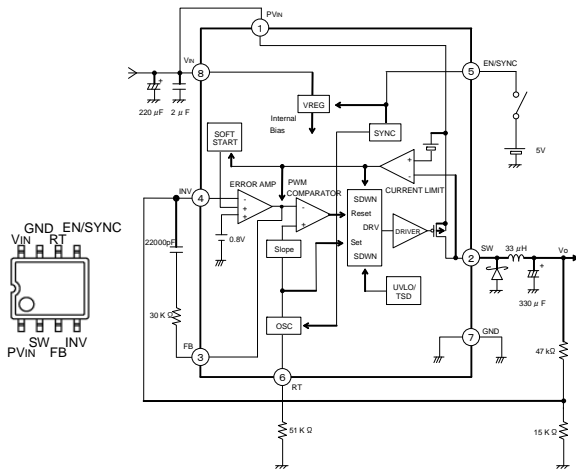 PVIN
1
VIN
8
220 µF
2 µF
VREG
Internal
Bias
SYNC
5
EN/SYNC
5V
SOFT
START
INV
4
ERROR AMP
0.8V
PWM
COMPARATOR
CURRENT LIMIT
SDWN
Reset
DRV
Set
SDWN
DRIVER
Slope
UVLO/
TSD
OSC
22000pF
30 K Ω
FB
3
6
RT
51 K Ω
2
SW
33 µH
Vo
330 µ F
7
GND
47 kΩ
15 K Ω
GND EN/SYNC
VIN RT
SW INV
PVIN FB